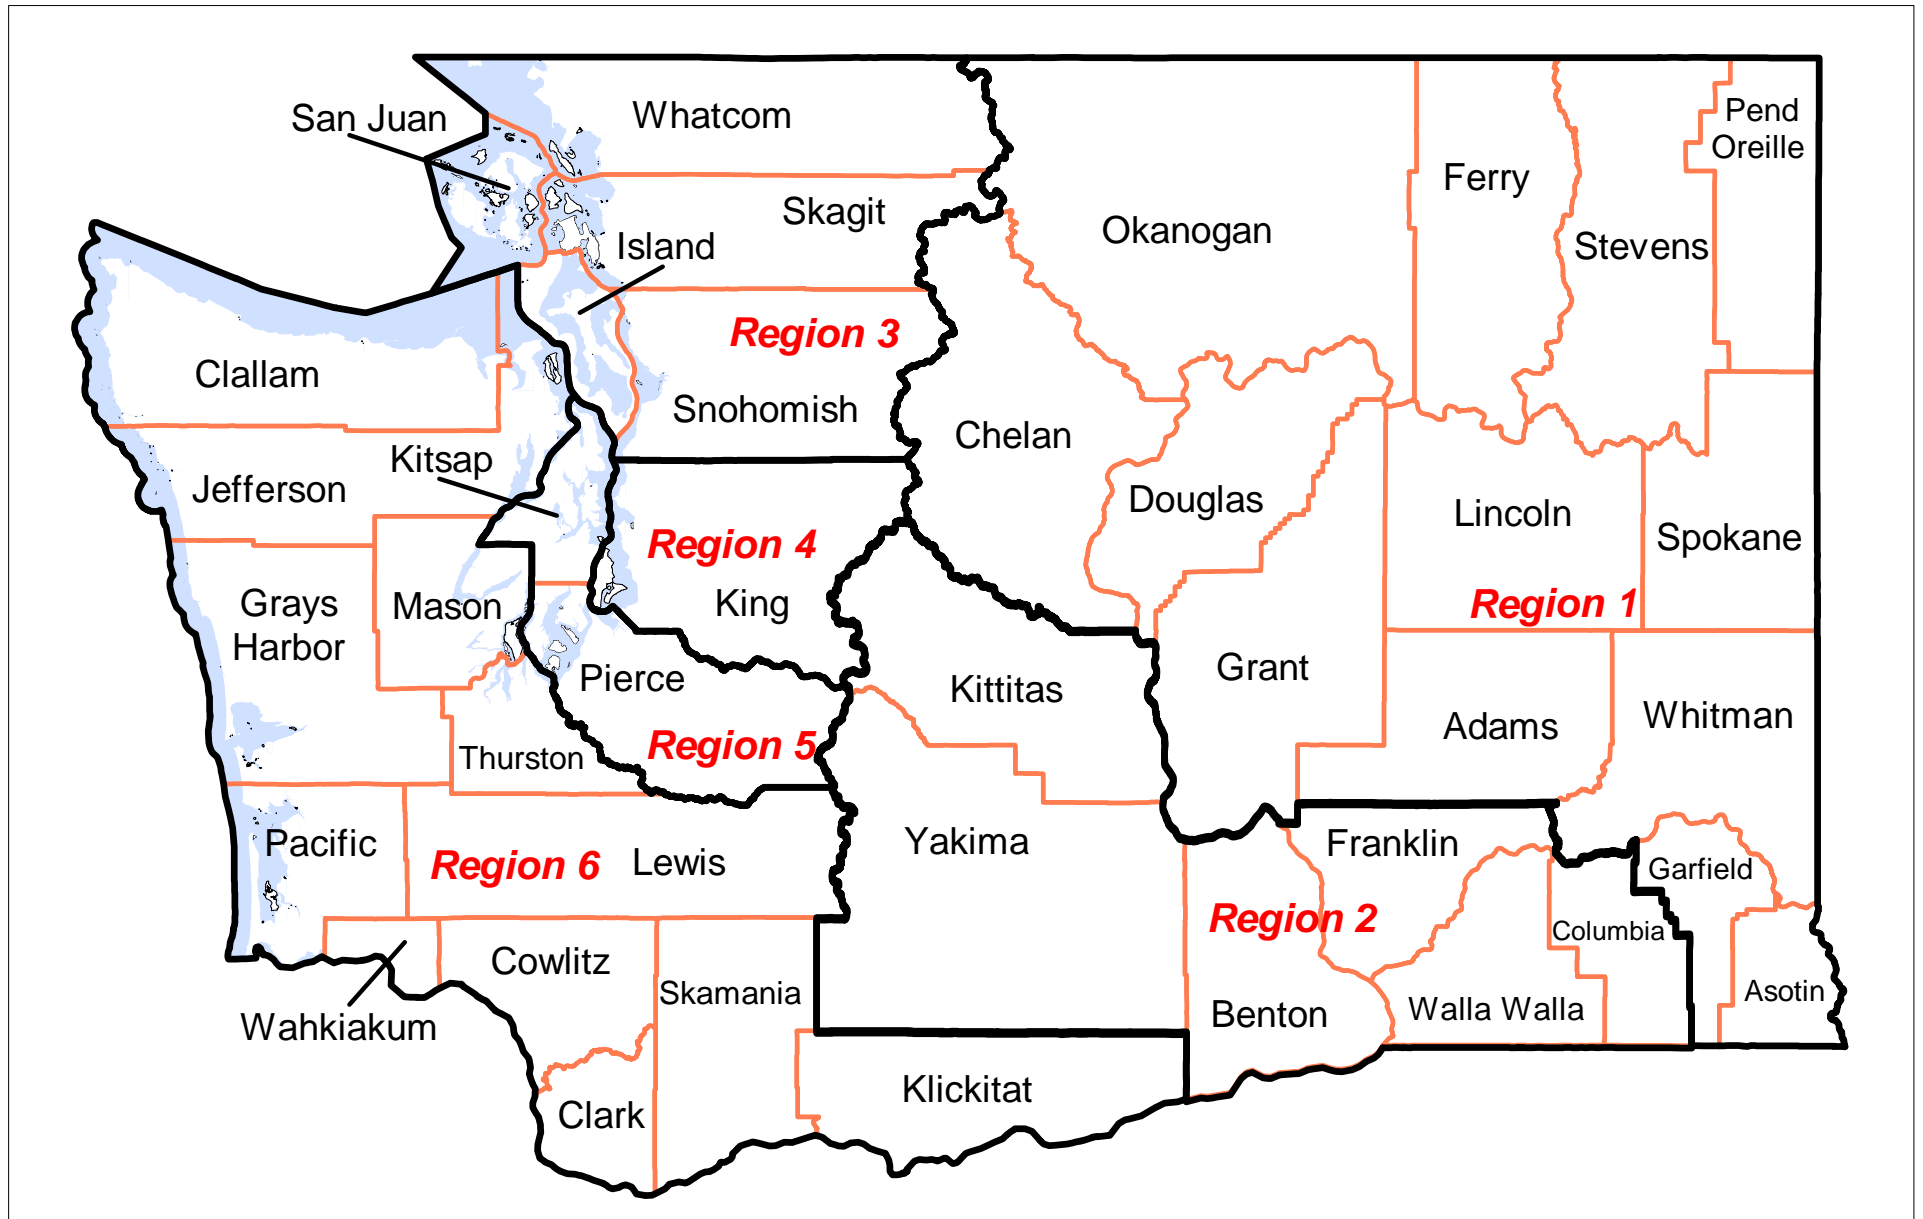 San Juan
Whatcom
Pend
Oreille
Ferry
Skagit
Okanogan
Island
Stevens
Region 3
Clallam
Snohomish
Chelan
Kitsap
Jefferson
Douglas
Lincoln
Spokane
Region 4
Grays
Harbor
Mason
King
Region 1
Pierce
Kittitas
Grant
Adams
Whitman
Thurston
Region 5
Pacific
Region 6
Lewis
Yakima
Franklin
Garfield
Region 2
Columbia
Cowlitz
Skamania
Asotin
Wahkiakum
Benton
Walla Walla
Klickitat
Clark